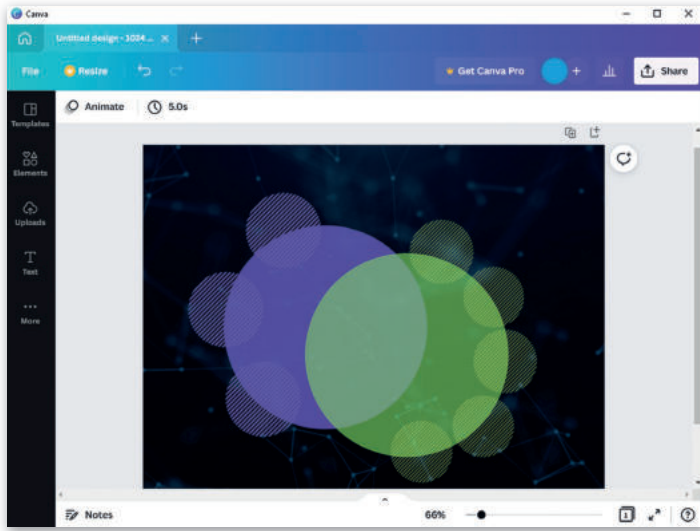 Canva
Untitled design - 1024... ×
File
Resize
Get Canva Pro
+
Share
Animate
5.0s
Templates
Elements
Uploads
Text
More
Notes
66%
1
?